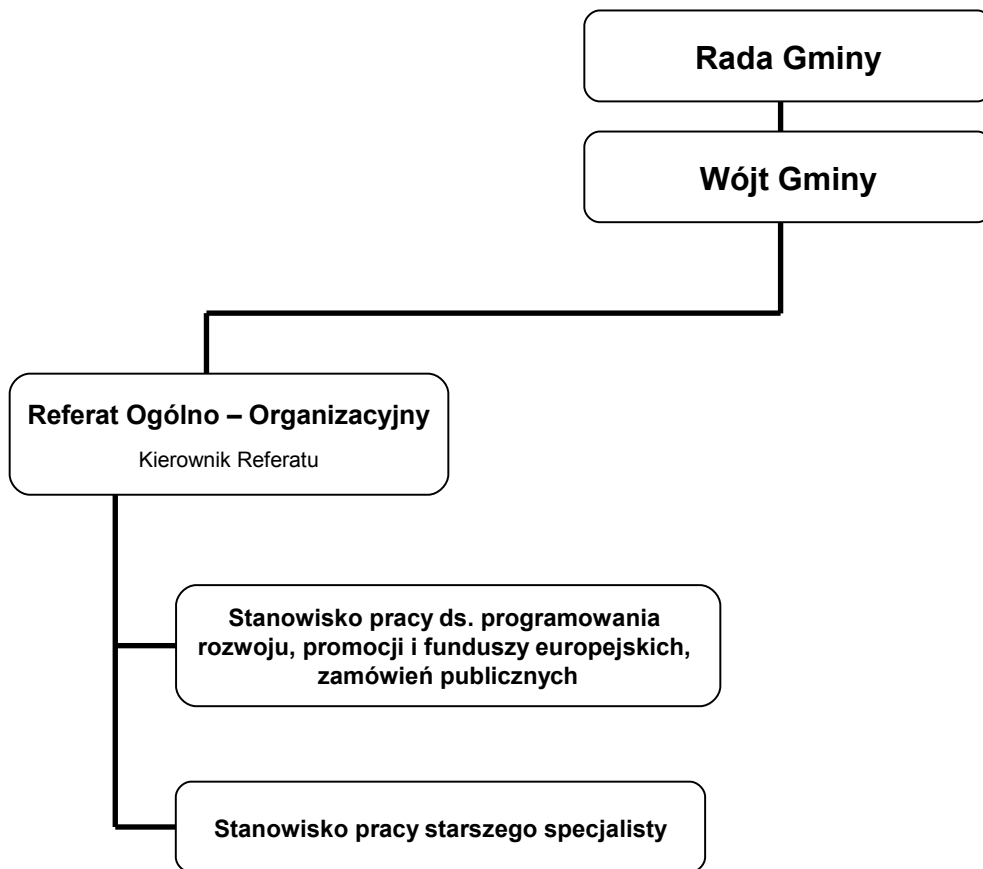 Rada Gminy
Wójt Gminy
Referat Ogólno – Organizacyjny
Kierownik Referatu
Stanowisko pracy ds. programowania
rozwoju, promocji i funduszy europejskich,
zamówień publicznych
Stanowisko pracy starszego specjalisty